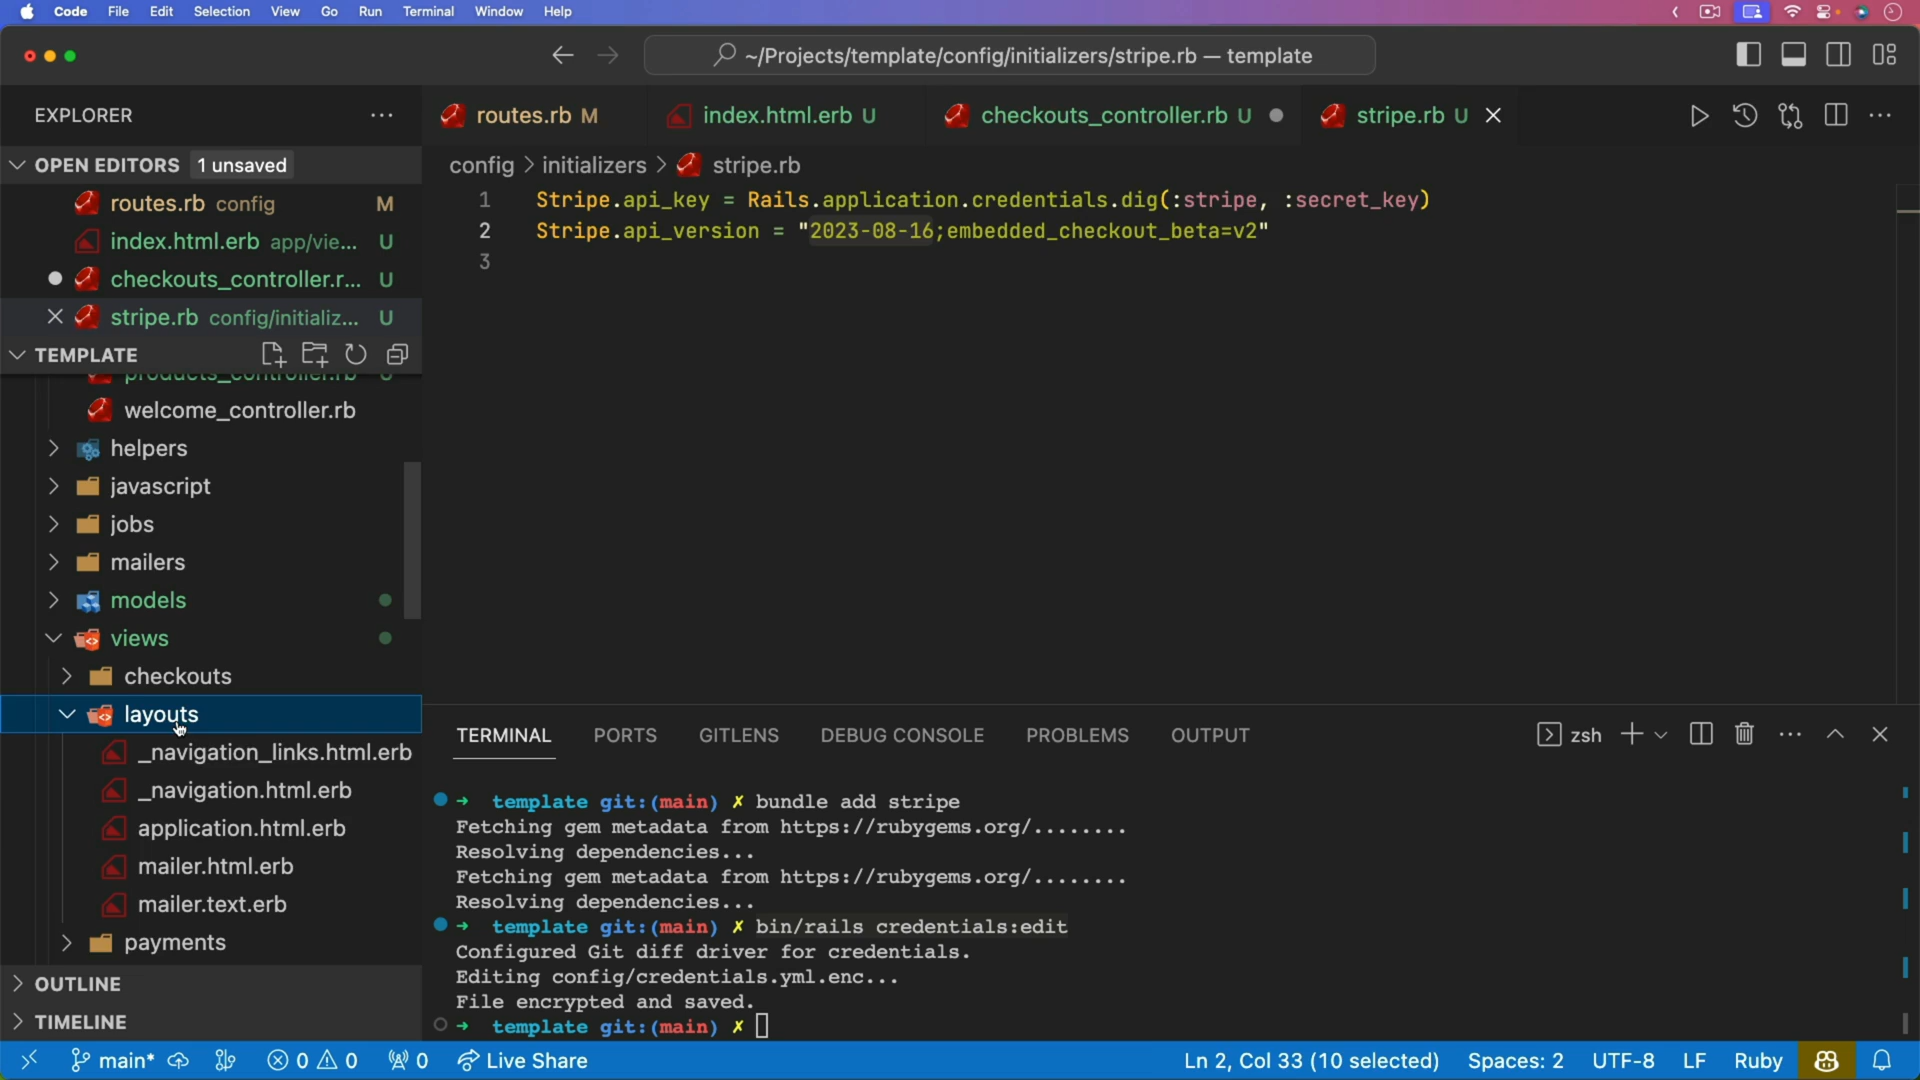 Code File Edit Selection View Go Run Terminal Window Help
~/Projects/template/config/initializers/stripe.rb — template
EXPLORER
OPEN EDITORS 1 unsaved
routes.rb config M
index.html.erb app/vie... U
checkouts_controller.r... U
stripe.rb config/initializ... U
TEMPLATE
products_controller.rb U
welcome_controller.rb
helpers
javascript
jobs
mailers
models
views
checkouts
layouts
_navigation_links.html.erb
_navigation.html.erb
application.html.erb
mailer.html.erb
mailer.text.erb
payments
OUTLINE
TIMELINE
routes.rb M index.html.erb U checkouts_controller.rb U stripe.rb U
config > initializers > stripe.rb
1 Stripe.api_key = Rails.application.credentials.dig(:stripe, :secret_key)
2 Stripe.api_version = "2023-08-16;embedded_checkout_beta=v2"
3
TERMINAL PORTS GITLENS DEBUG CONSOLE PROBLEMS OUTPUT zsh
➜ template git:(main) ✗ bundle add stripe
Fetching gem metadata from https://rubygems.org/........
Resolving dependencies...
Fetching gem metadata from https://rubygems.org/........
Resolving dependencies...
➜ template git:(main) ✗ bin/rails credentials:edit
Configured Git diff driver for credentials.
Editing config/credentials.yml.enc...
File encrypted and saved.
➜ template git:(main) ✗
main* 0 0 0 Live Share Ln 2, Col 33 (10 selected) Spaces: 2 UTF-8 LF Ruby